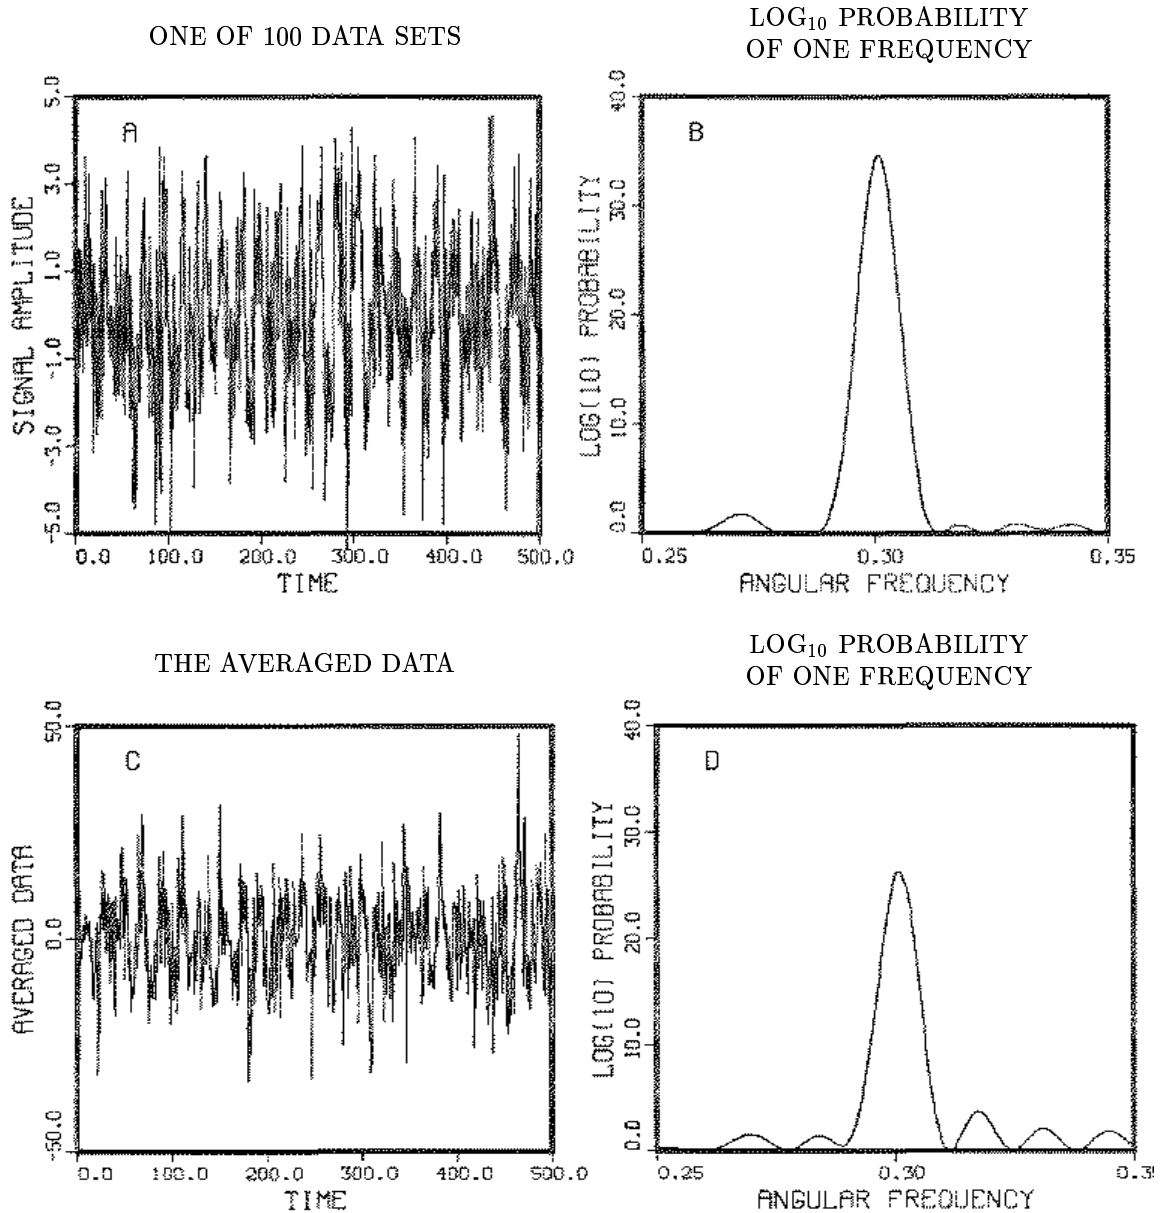 ONE OF 100 DATA SETS
LOG10 PROBABILITY
OF ONE FREQUENCY
A
5.0
3.0
1.0
-1.0
-3.0
-5.0
SIGNAL AMPLITUDE
0.0 100.0 200.0 300.0 400.0 500.0
TIME
B
40.0
30.0
20.0
10.0
0.0
LOG(10) PROBABILITY
0.25 0.30 0.35
ANGULAR FREQUENCY
THE AVERAGED DATA
LOG10 PROBABILITY
OF ONE FREQUENCY
C
50.0
0.0
-50.0
AVERAGED DATA
0.0 100.0 200.0 300.0 400.0 500.0
TIME
D
40.0
30.0
20.0
10.0
0.0
LOG(10) PROBABILITY
0.25 0.30 0.35
ANGULAR FREQUENCY